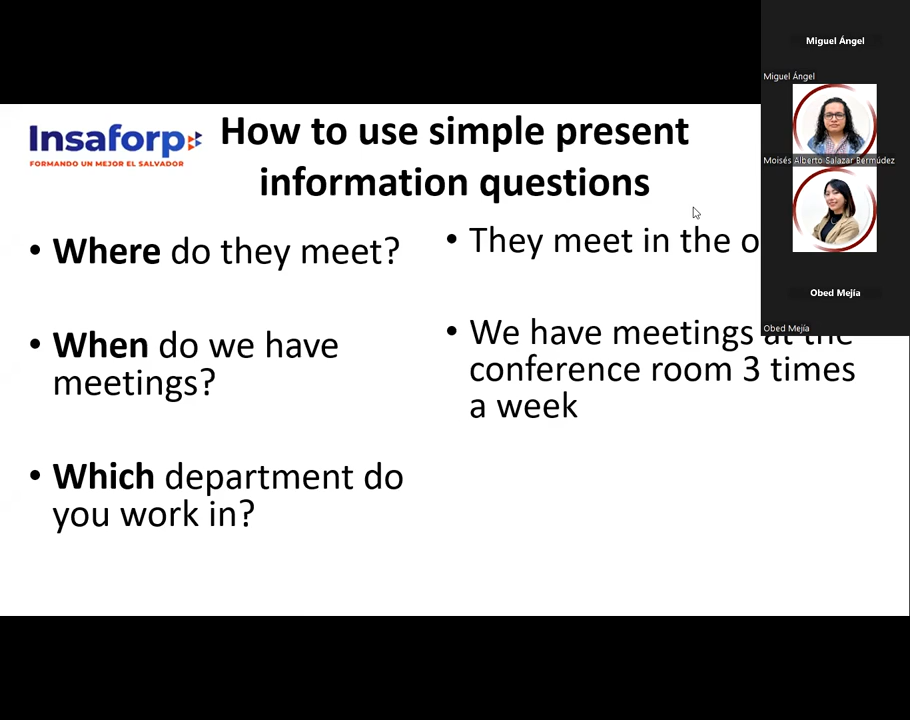 Insaforp
FORMANDO UN MEJOR EL SALVADOR
How to use simple present
information questions
• Where do they meet?
• When do we have
meetings?
• Which department do
you work in?
• They meet in the
• We have meetings at the
conference room 3 times
a week
Miguel Ángel
Miguel Ángel
Moisés Alberto Salazar Bermúdez
Obed Mejía
Obed Mejía